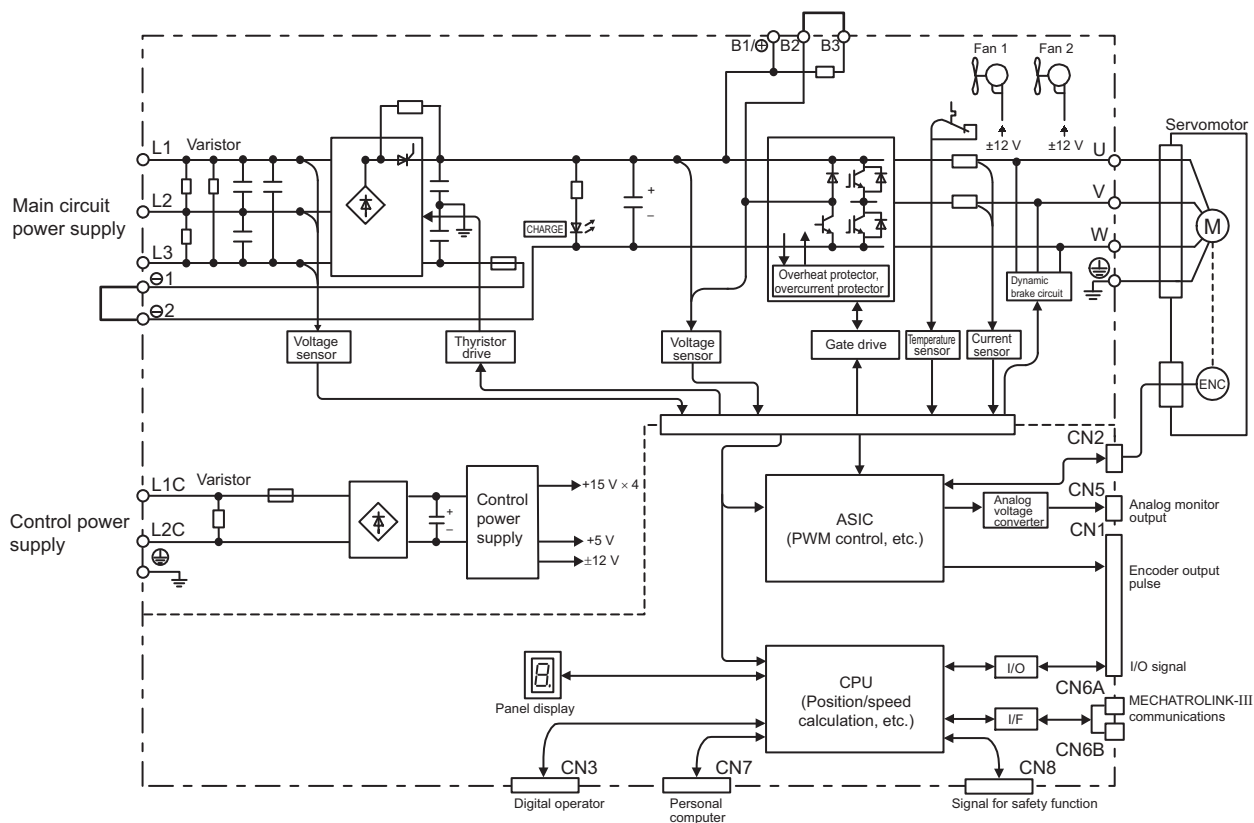 B1/⊕ B2 B3
Fan 1 Fan 2
±12 V ±12 V
Servomotor
Main circuit
power supply
L1
Varistor
L2
L3
⊖1
⊖2
CHARGE
+
–
Overheat protector,
overcurrent protector
U
V
W
M
Dynamic
brake circuit
Voltage
sensor
Thyristor
drive
Voltage
sensor
Gate drive
Temperature
sensor
Current
sensor
ENC
Control power
supply
L1C
Varistor
L2C
+
–
Control
power
supply
+15 V × 4
+5 V
±12 V
ASIC
(PWM control, etc.)
Analog
voltage
converter
CN2
CN5
Analog monitor
output
CN1
Encoder output
pulse
I/O signal
8.
Panel display
CPU
(Position/speed
calculation, etc.)
I/O
I/F
CN6A
MECHATROLINK-III
communications
CN6B
CN3
Digital operator
CN7
Personal
computer
CN8
Signal for safety function